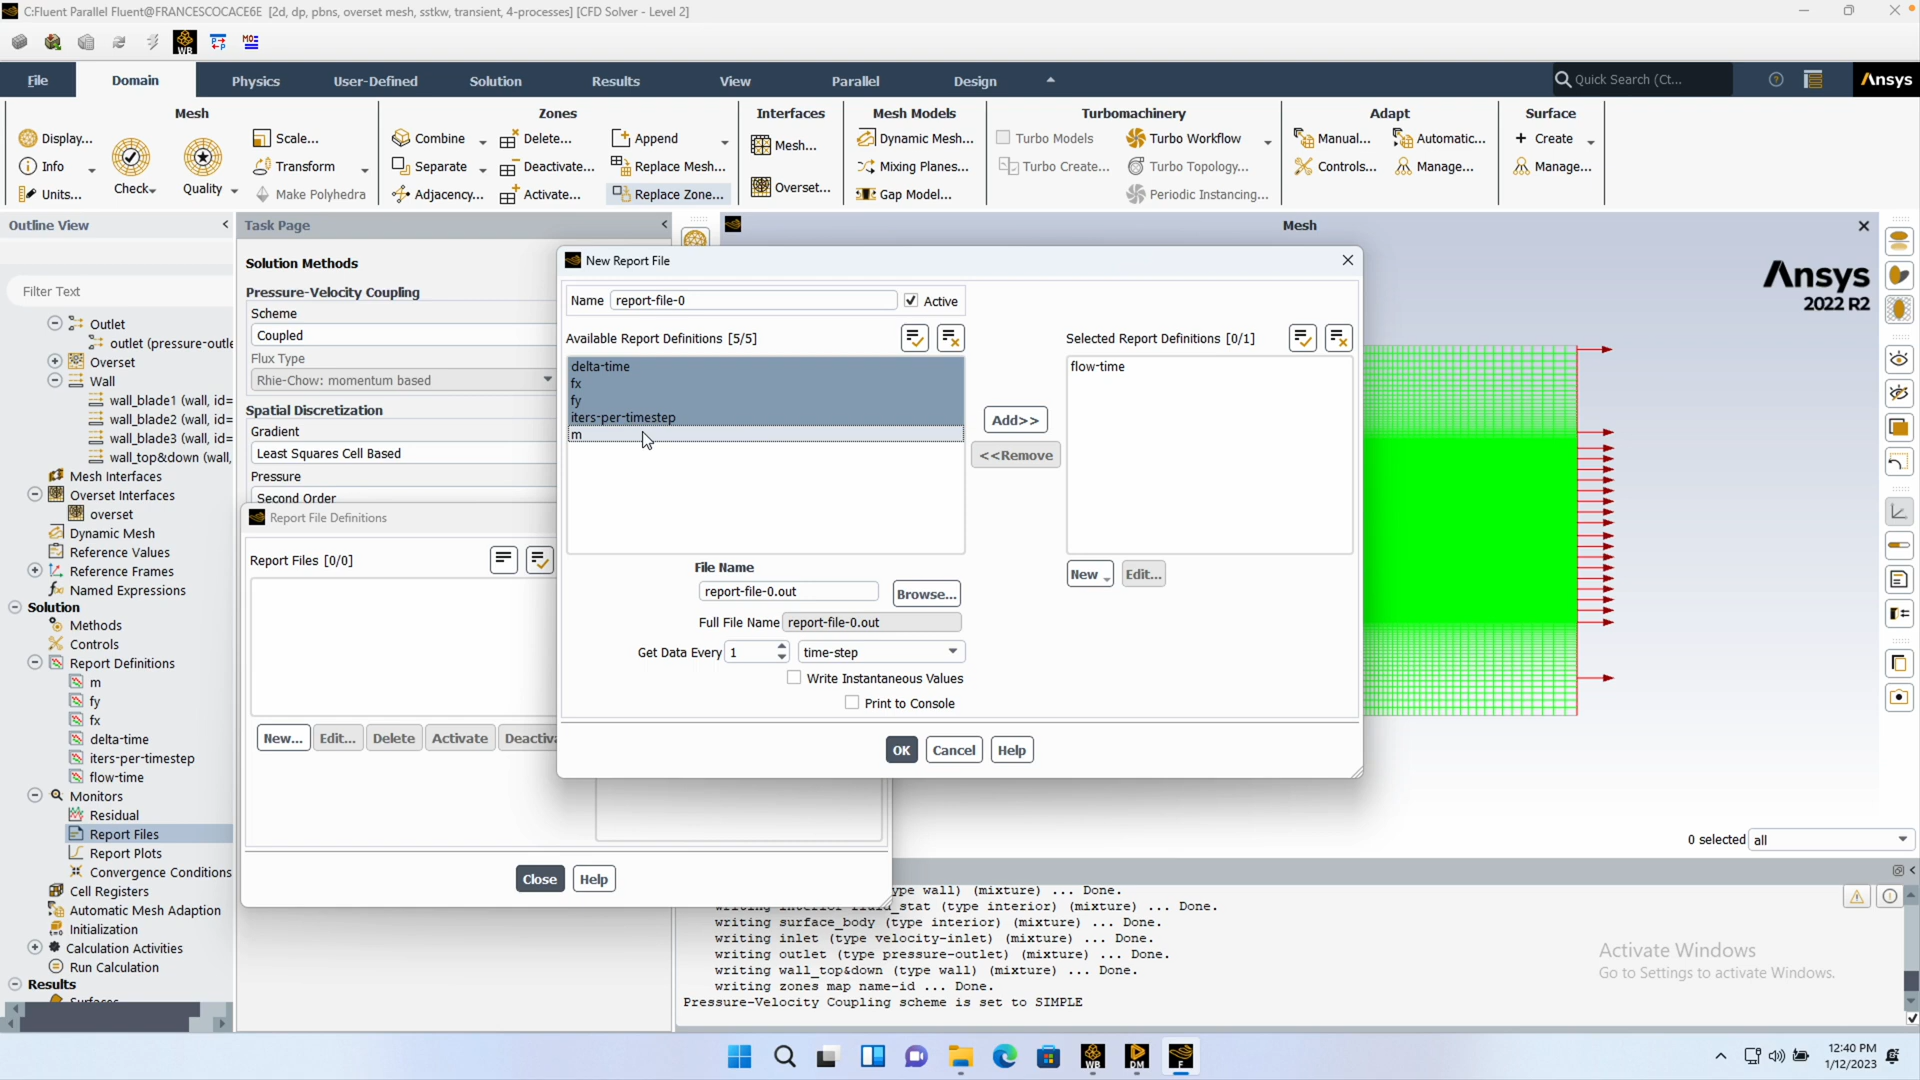 C:Fluent Parallel Fluent@FRANCESCOCACE6E [2d, dp, pbns, overset mesh, sstkw, transient, 4-processes] [CFD Solver - Level 2]
WB
File Domain Physics User-Defined Solution Results View Parallel Design Quick Search (Ct... Ansys
Mesh Zones Interfaces Mesh Models Turbomachinery Adapt Surface
Display... Scale... Combine Delete... Append Mesh... Dynamic Mesh... Turbo Models Turbo Workflow Manual... Automatic... Create
Info Check Quality Transform Separate Deactivate... Replace Mesh... Mixing Planes... Turbo Create... Turbo Topology... Controls... Manage... Manage...
Units... Make Polyhedra Adjacency... Activate... Replace Zone... Overset... Gap Model... Periodic Instancing...
Outline View
Filter Text
Outlet
outlet (pressure-outle
Overset
Wall
wall_blade1 (wall, id=
wall_blade2 (wall, id=
wall_blade3 (wall, id=
wall_top&down (wall,
Mesh Interfaces
Overset Interfaces
overset
Dynamic Mesh
Reference Values
Reference Frames
Named Expressions
Solution
Methods
Controls
Report Definitions
m
fy
fx
delta-time
iters-per-timestep
flow-time
Monitors
Residual
Report Files
Report Plots
Convergence Conditions
Cell Registers
Automatic Mesh Adaption
Initialization
Calculation Activities
Run Calculation
Results
Surfaces
Task Page
Solution Methods
Pressure-Velocity Coupling
Scheme
Coupled
Flux Type
Rhie-Chow: momentum based
Spatial Discretization
Gradient
Least Squares Cell Based
Pressure
Second Order
Report File Definitions
Report Files [0/0]
New... Edit... Delete Activate Deactiva
Close Help
New Report File
Name report-file-0 Active
Available Report Definitions [5/5]
delta-time
fx
fy
iters-per-timestep
m
Add>>
<<Remove
Selected Report Definitions [0/1]
flow-time
New Edit...
File Name
report-file-0.out Browse...
Full File Name report-file-0.out
Get Data Every 1 time-step
Write Instantaneous Values
Print to Console
OK Cancel Help
Mesh
Ansys
2022 R2
0 selected all
ype wall) (mixture) ... Done.
writing interior-fluid_stat (type interior) (mixture) ... Done.
writing surface_body (type interior) (mixture) ... Done.
writing inlet (type velocity-inlet) (mixture) ... Done.
writing outlet (type pressure-outlet) (mixture) ... Done.
writing wall_top&down (type wall) (mixture) ... Done.
writing zones map name-id ... Done.
Pressure-Velocity Coupling scheme is set to SIMPLE
Activate Windows
Go to Settings to activate Windows.
WB DM F
12:40 PM
1/12/2023